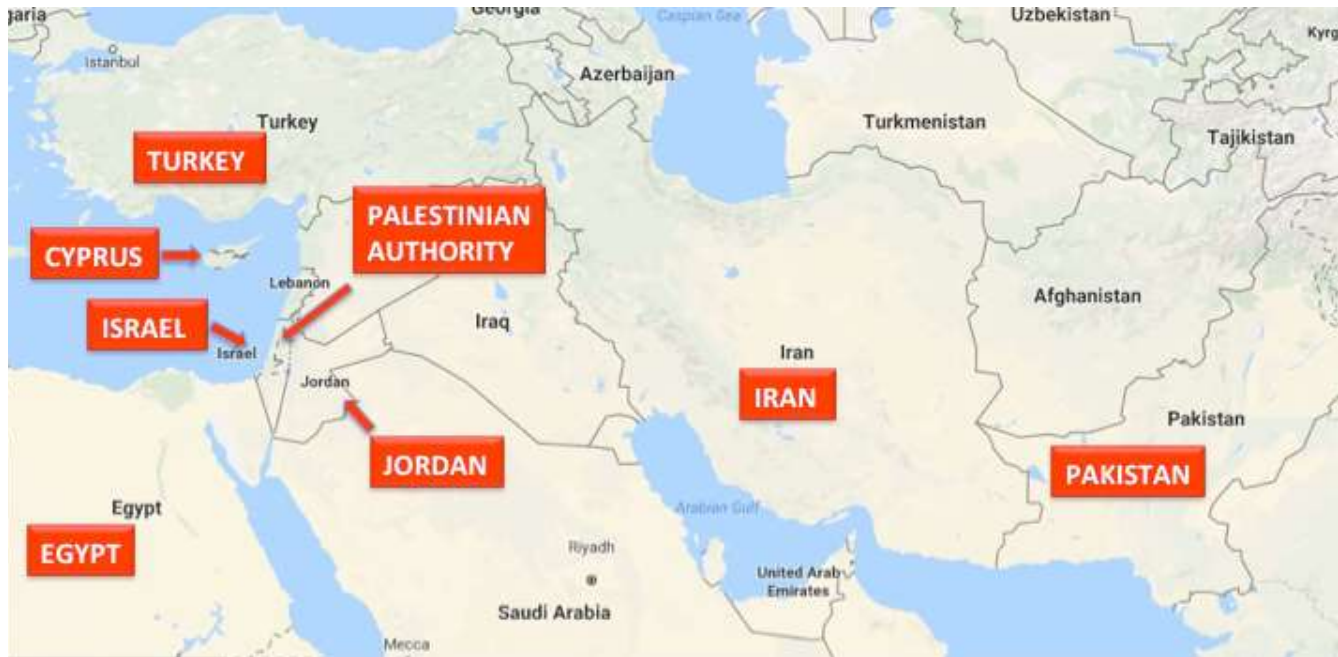 garia
Georgia
Caspian Sea
Uzbekistan
Kyrg
Istanbul
Azerbaijan
Turkey
Turkmenistan
Tajikistan
TURKEY
PALESTINIAN
AUTHORITY
CYPRUS
Lebanon
Afghanistan
ISRAEL
Iraq
Israel
Iran
Jordan
IRAN
Pakistan
JORDAN
PAKISTAN
Egypt
Arabian Gulf
EGYPT
Riyadh
United Arab
Emirates
Saudi Arabia
Mecca